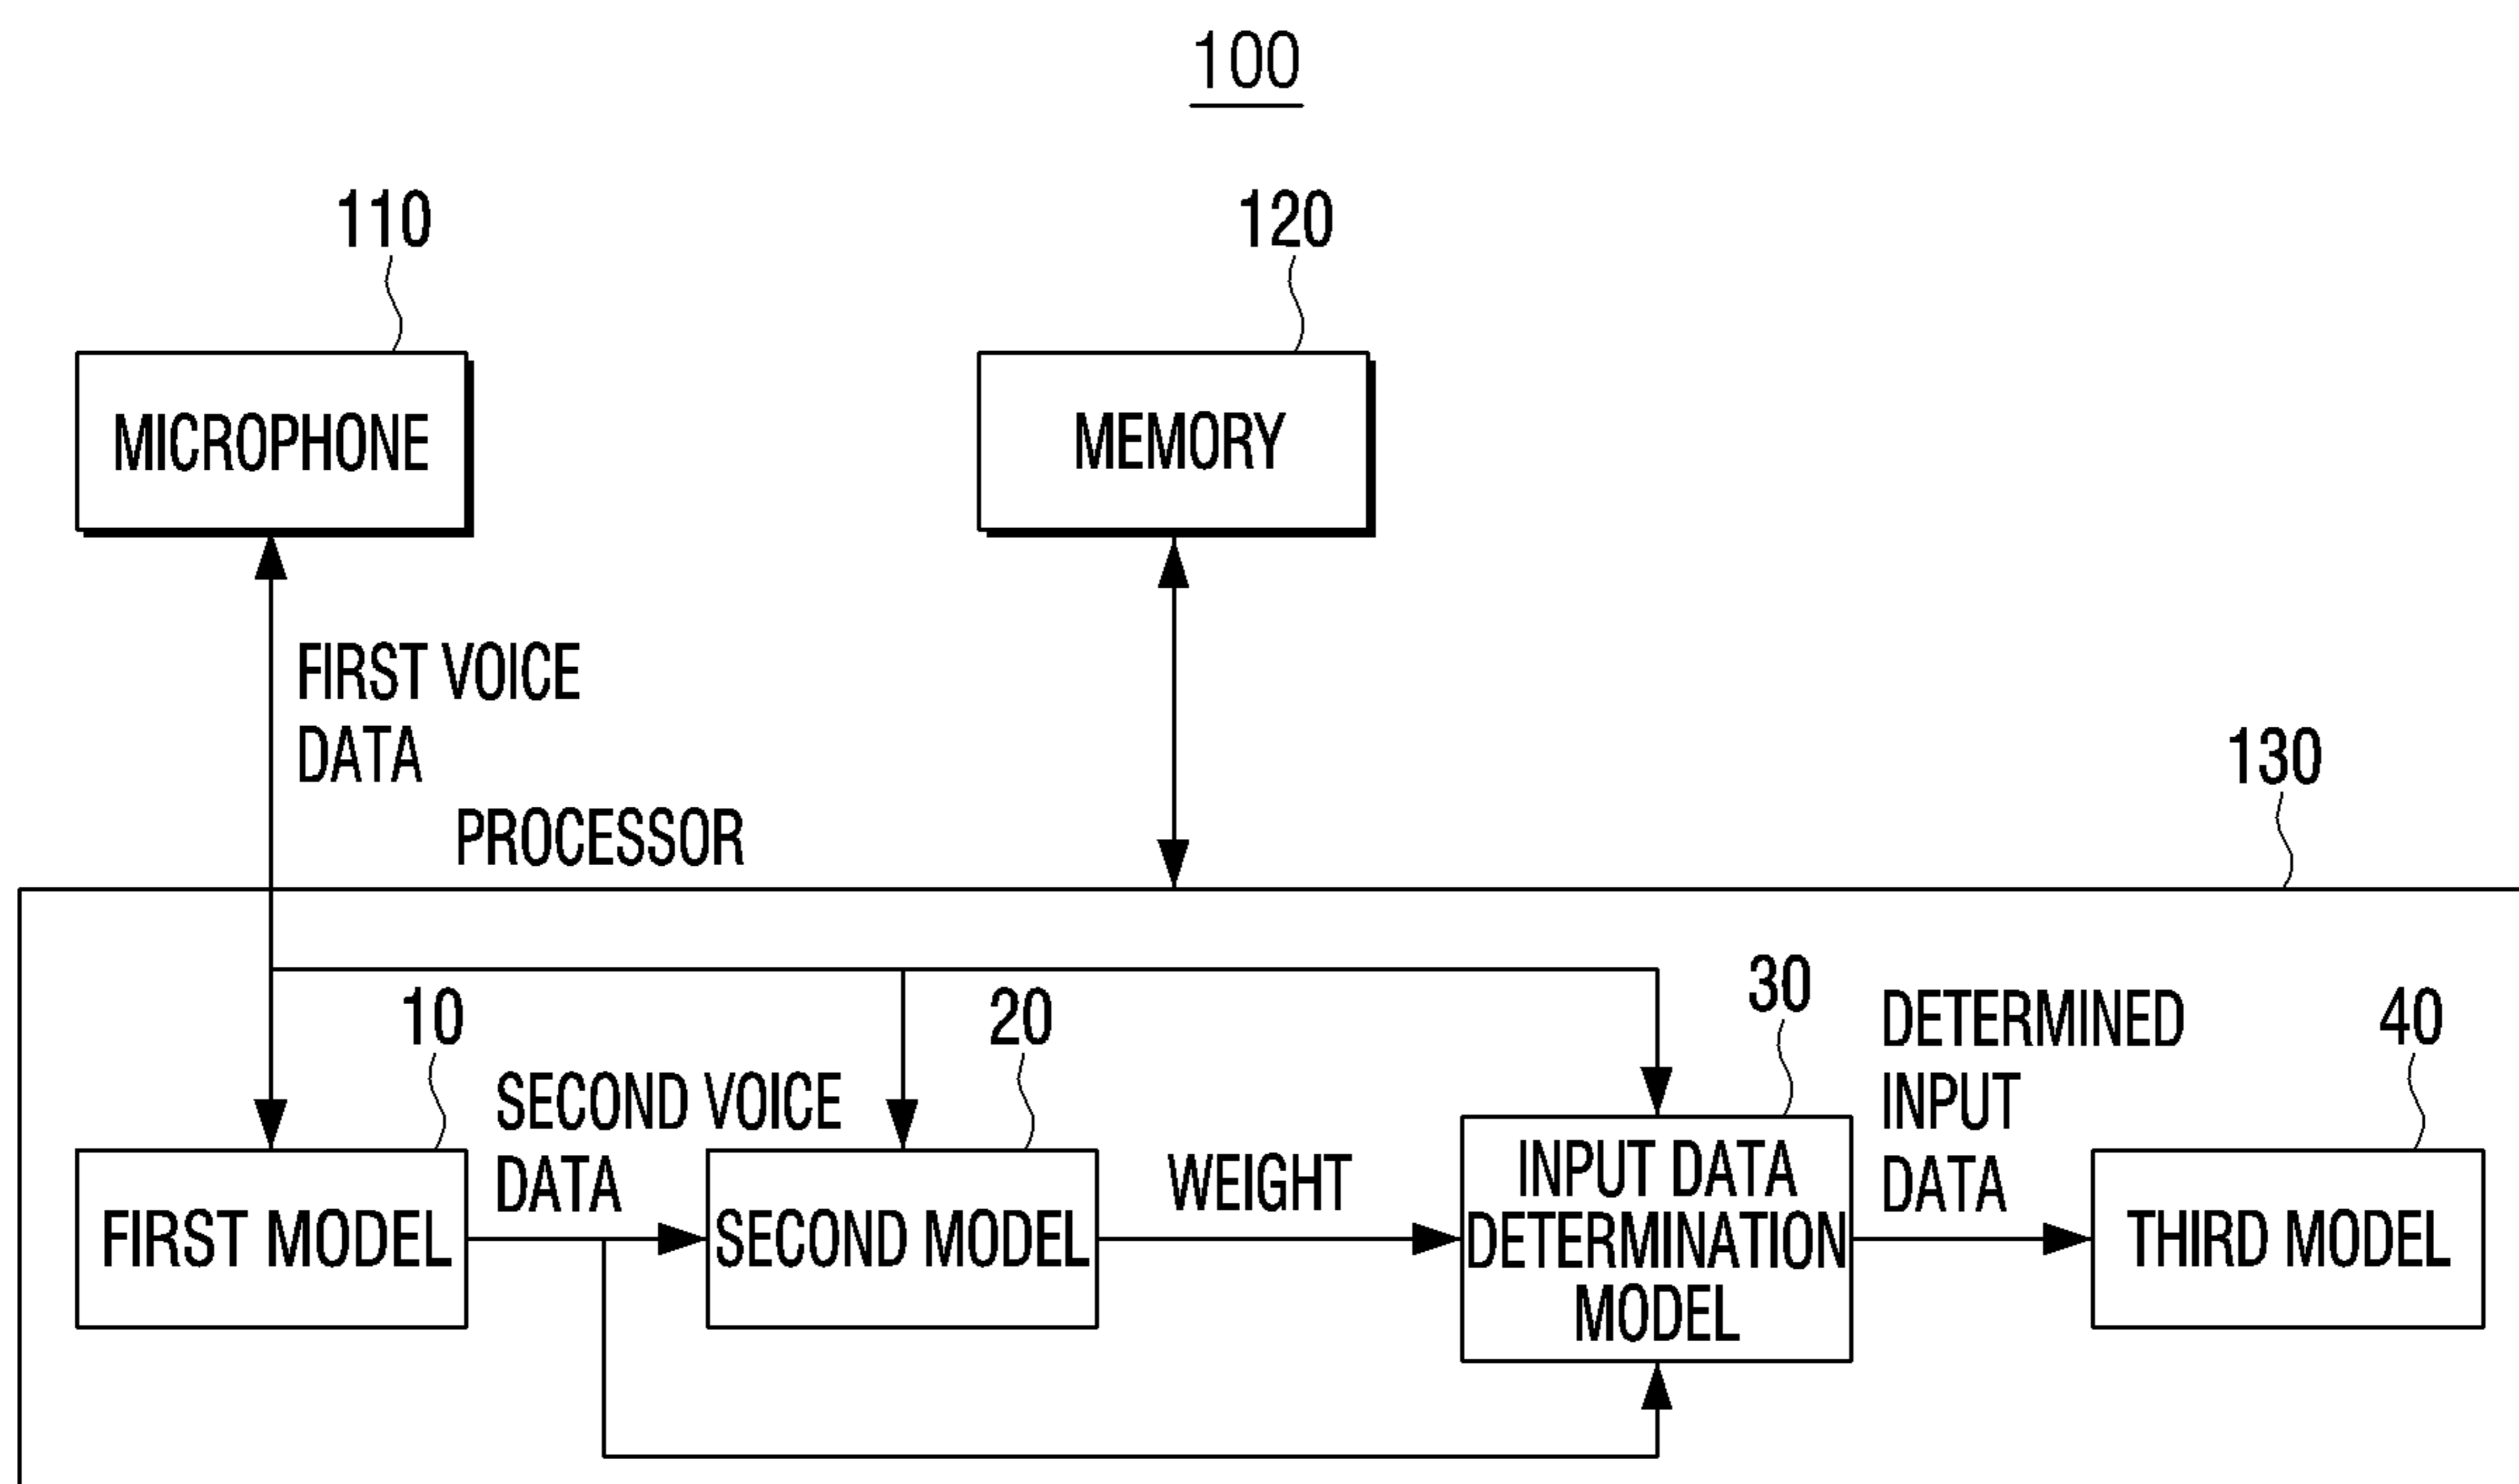 100
110
120
MICROPHONE
MEMORY
FIRST VOICE
DATA
PROCESSOR
130
10
20
30
40
SECOND VOICE
DATA
WEIGHT
DETERMINED
INPUT
DATA
FIRST MODEL
SECOND MODEL
INPUT DATA
DETERMINATION
MODEL
THIRD MODEL